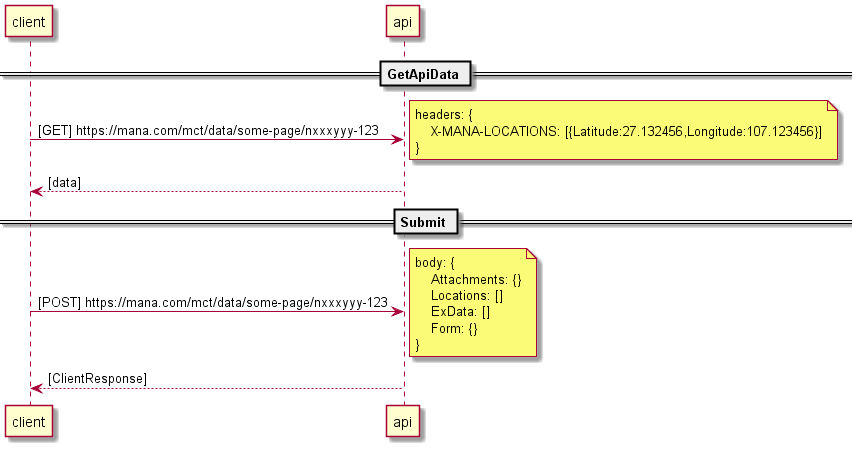 client
api
GetApiData
[GET] https://mana.com/mct/data/some-page/nxxxyyy-123
headers: {
X-MANA-LOCATIONS: [{Latitude:27.132456,Longitude:107.123456}]
}
[data]
Submit
[POST] https://mana.com/mct/data/some-page/nxxxyyy-123
body: {
Attachments: {}
Locations: []
ExData: []
Form: {}
}
[ClientResponse]
client
api